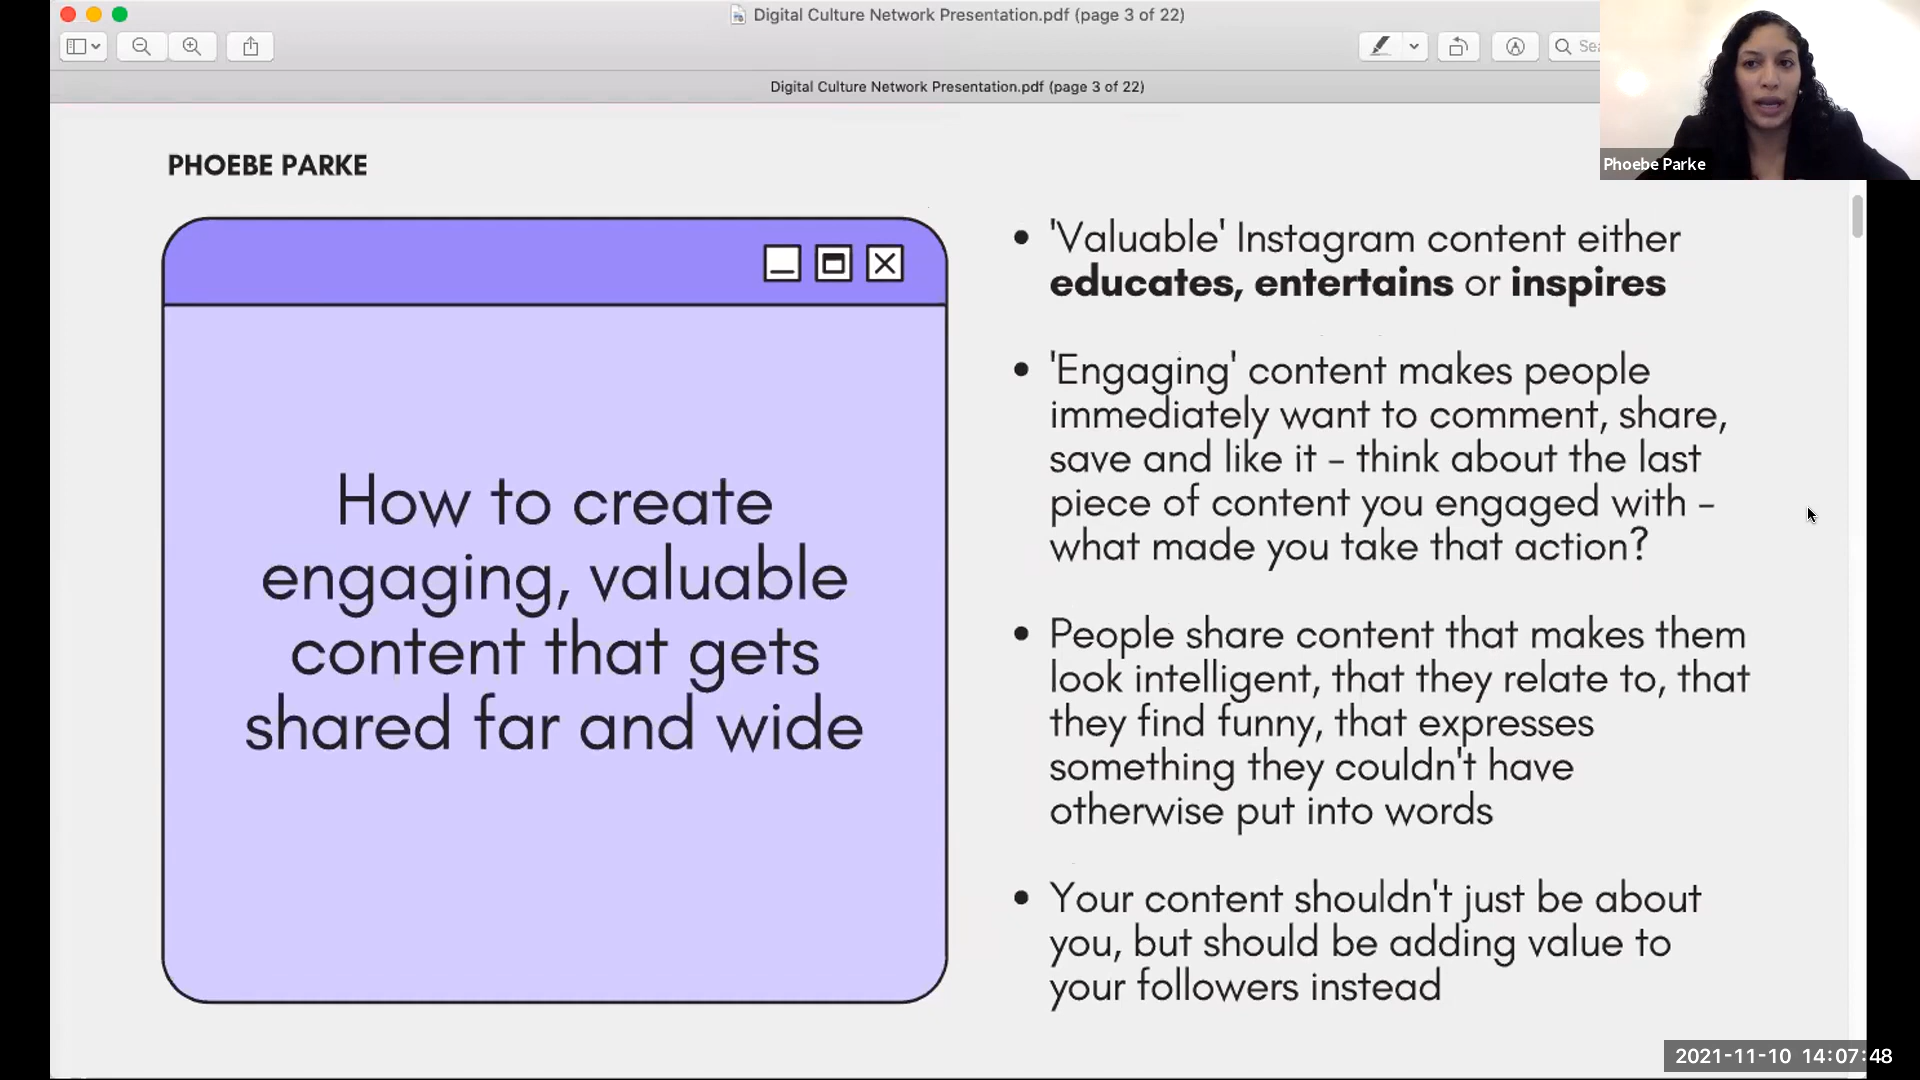 Digital Culture Network Presentation.pdf (page 3 of 22)
Digital Culture Network Presentation.pdf (page 3 of 22)
Phoebe Parke
PHOEBE PARKE
How to create
engaging, valuable
content that gets
shared far and wide
• 'Valuable' Instagram content either
educates, entertains or inspires
• 'Engaging' content makes people
immediately want to comment, share,
save and like it - think about the last
piece of content you engaged with -
what made you take that action?
• People share content that makes them
look intelligent, that they relate to, that
they find funny, that expresses
something they couldn't have
otherwise put into words
• Your content shouldn't just be about
you, but should be adding value to
your followers instead
2021-11-10 14:07:48